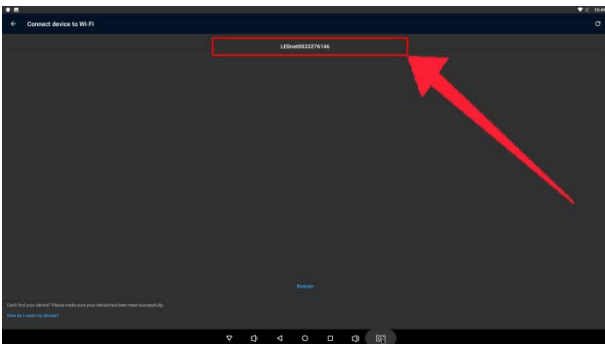 Connect device to Wi-Fi
LEDnet0033276146
Rescan
Can't find your device? Please make sure your device has been reset successfully.
How do I reset my device?